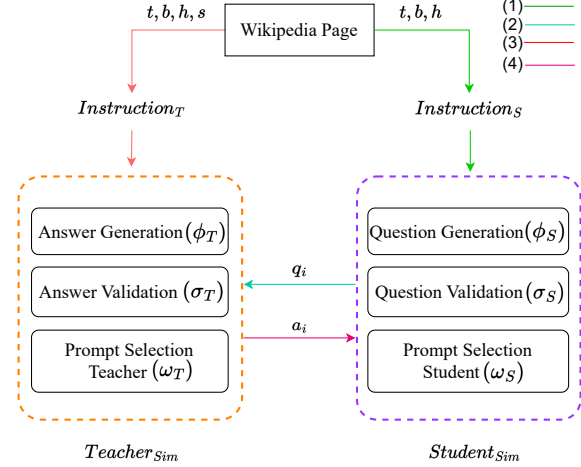 t, b, h, s
Wikipedia Page
t, b, h
(1)
(2)
(3)
(4)
Instruction_T
Instruction_S
Answer Generation (ϕ_T)
Question Generation (ϕ_S)
Answer Validation (σ_T)
q_i
Question Validation (σ_S)
a_i
Prompt Selection
Teacher (ω_T)
Prompt Selection
Student (ω_S)
Teacher_Sim
Student_Sim